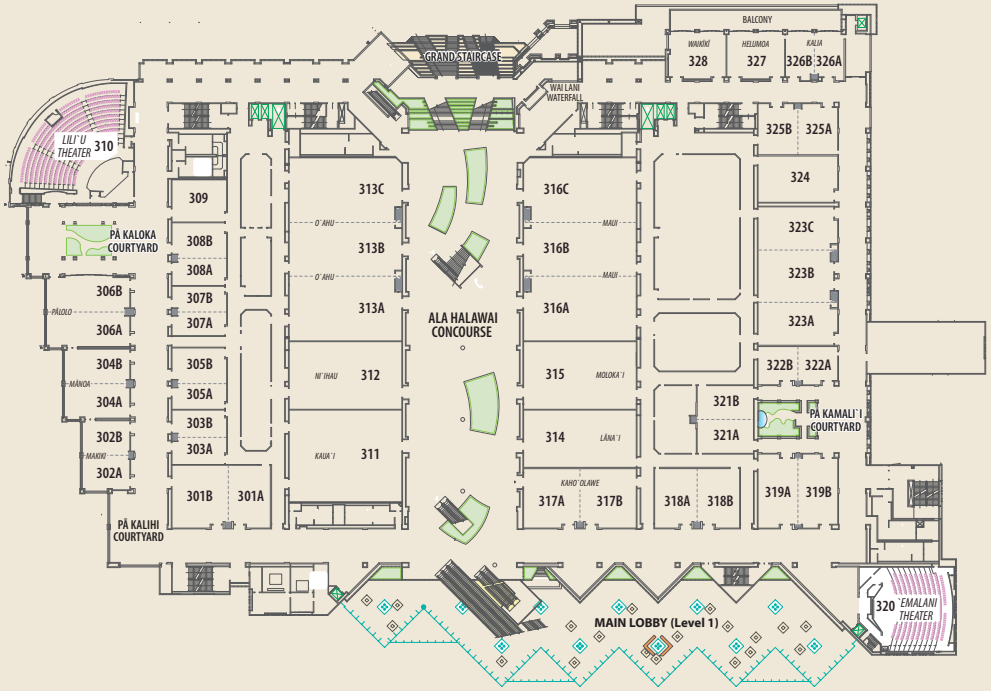 BALCONY
WAIKĪKĪ
328
HELUMOA
327
KALIA
326B 326A
GRAND STAIRCASE
WAI LANI
WATERFALL
LILI`U
THEATER 310
325B 325A
324
309
313C
316C
O`AHU
MAUI
323C
PĀ KALOKA
COURTYARD
308B
308A
313B
316B
323B
O`AHU
MAUI
306B
307B
PĀLOLO
313A
316A
306A
307A
323A
ALA HALAWAI
CONCOURSE
304B
305B
322B 322A
MĀNOA
NI`IHAU
312
315
MOLOKA`I
304A
305A
321B
302B
303B
PĀ KAMALI`I
COURTYARD
314
LĀNA`I
321A
MAKIKI
303A
KAUA`I
311
302A
KAHO`OLAWE
301B 301A
317A 317B
318A 318B
319A 319B
PĀ KALIHI
COURTYARD
320 `EMALANI
THEATER
MAIN LOBBY (Level 1)